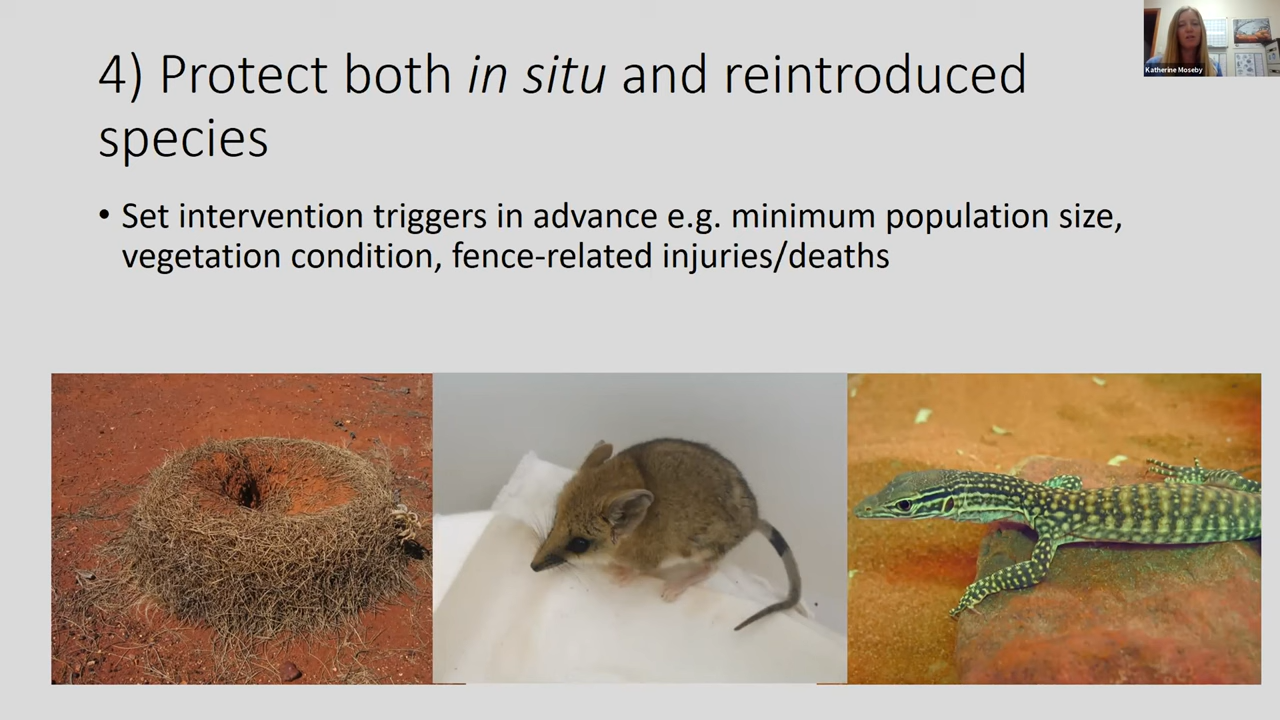 4) Protect both in situ and reintroduced
species
• Set intervention triggers in advance e.g. minimum population size,
vegetation condition, fence-related injuries/deaths
Katherine Moseby